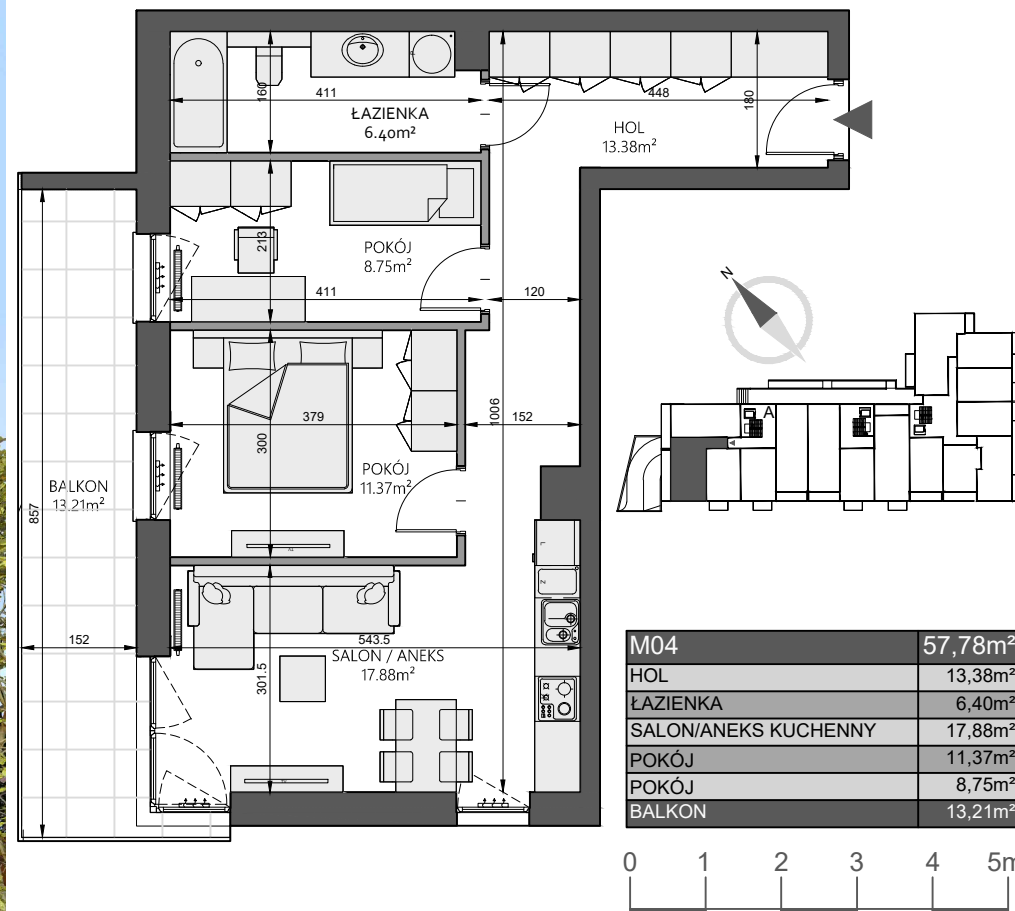 411
160
ŁAZIENKA
6.40m²
448
180
HOL
13.38m²
213
POKÓJ
8.75m²
411
120
N
379
300
1006
152
POKÓJ
11.37m²
BALKON
13.21m²
857
A
L
Z
152
543.5
SALON / ANEKS
17.88m²
301.5
M04 57,78m²
HOL 13,38m²
ŁAZIENKA 6,40m²
SALON/ANEKS KUCHENNY 17,88m²
POKÓJ 11,37m²
POKÓJ 8,75m²
BALKON 13,21m²
0 1 2 3 4 5m